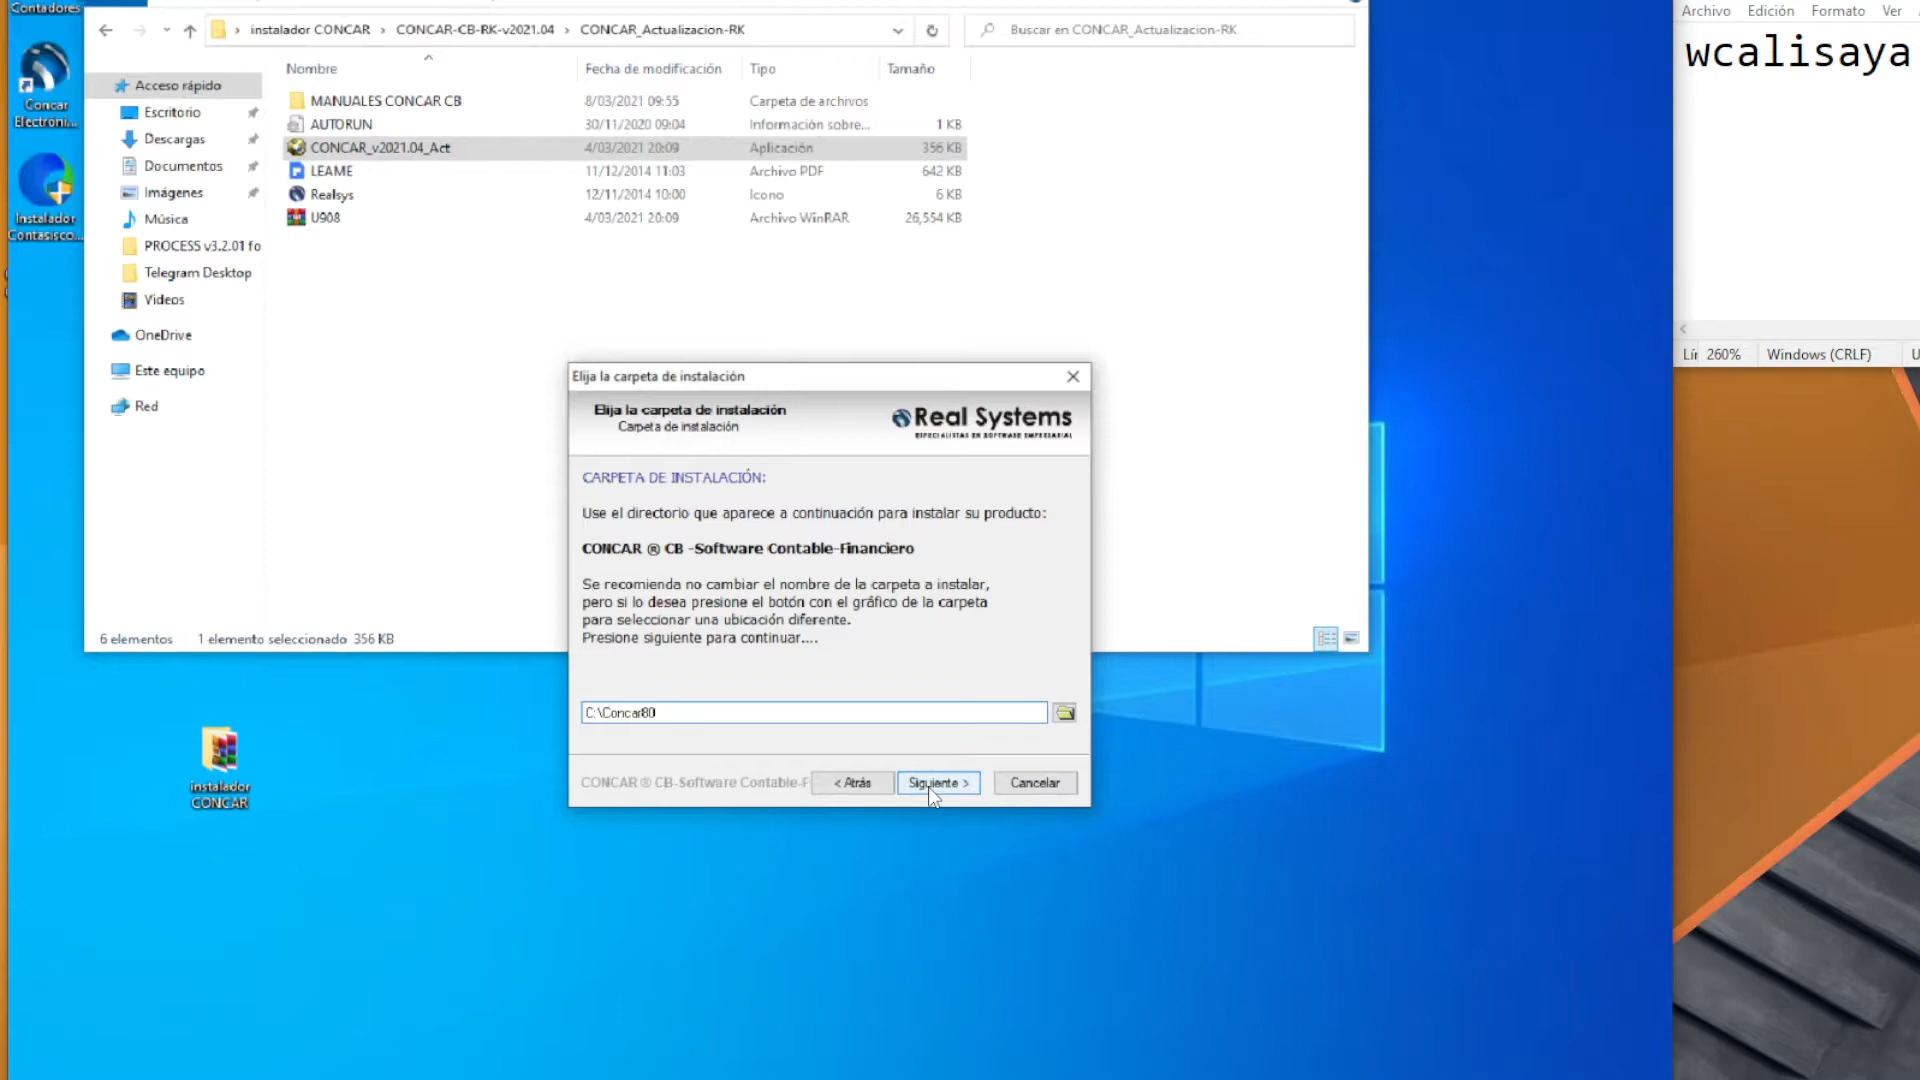 Contadores
Concar
Electroni...
Instalador
Contasisco...
instalador CONCAR › CONCAR-CB-RK-v2021.04 › CONCAR_Actualizacion-RK
Buscar en CONCAR_Actualizacion-RK
Nombre Fecha de modificación Tipo Tamaño
MANUALES CONCAR CB 8/03/2021 09:55 Carpeta de archivos
AUTORUN 30/11/2020 09:04 Información sobre... 1 KB
CONCAR_v2021.04_Act 4/03/2021 20:09 Aplicación 356 KB
LEAME 11/12/2014 11:03 Archivo PDF 642 KB
Realsys 12/11/2014 10:00 Icono 6 KB
U908 4/03/2021 20:09 Archivo WinRAR 26,554 KB
Acceso rápido
Escritorio
Descargas
Documentos
Imágenes
Música
PROCESS v3.2.01 fo
Telegram Desktop
Videos
OneDrive
Este equipo
Red
6 elementos 1 elemento seleccionado 356 KB
Elija la carpeta de instalación
Elija la carpeta de instalación
Carpeta de instalación
Real Systems
ESPECIALISTAS EN SOFTWARE EMPRESARIAL
CARPETA DE INSTALACIÓN:
Use el directorio que aparece a continuación para instalar su producto:
CONCAR ® CB -Software Contable-Financiero
Se recomienda no cambiar el nombre de la carpeta a instalar,
pero si lo desea presione el botón con el gráfico de la carpeta
para seleccionar una ubicación diferente.
Presione siguiente para continuar....
C:\Concar80
CONCAR ® CB-Software Contable-F
< Atrás Siguiente > Cancelar
instalador
CONCAR
Archivo Edición Formato Ver
wcalisaya
Lír 260% Windows (CRLF) U